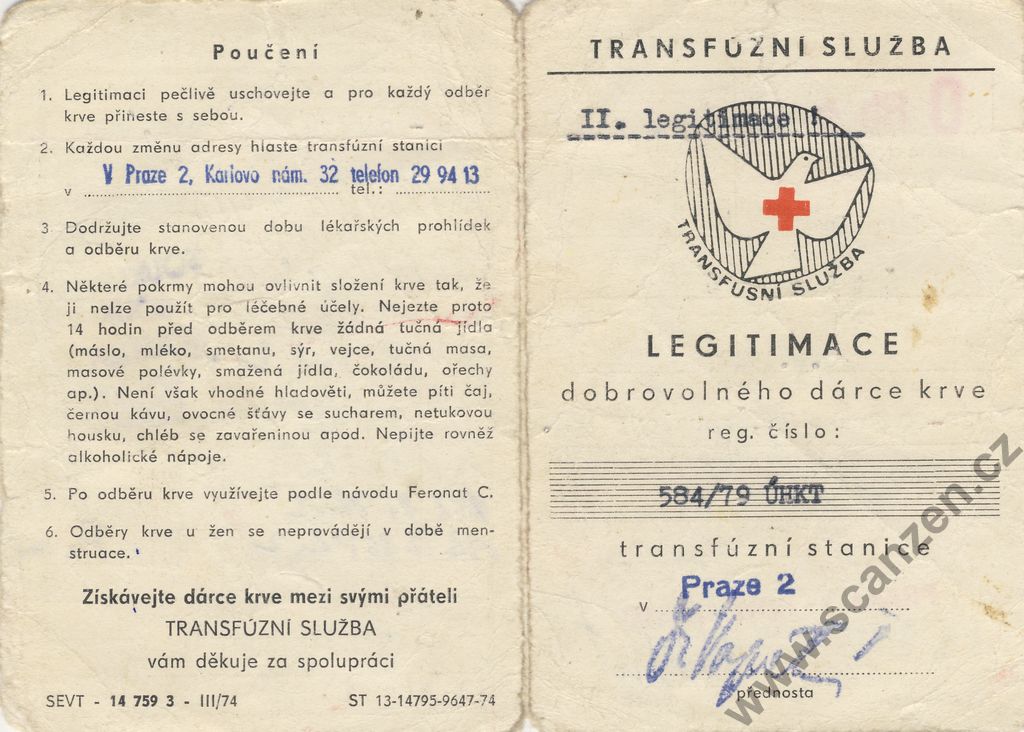 Poučení
1. Legitimaci pečlivě uschovejte a pro každý odběr
krve přineste s sebou.
2. Každou změnu adresy hlaste transfúzní stanici
v V Praze 2, Karlovo nám. 32 telefon 29 94 13
tel.:
3. Dodržujte stanovenou dobu lékařských prohlídek
a odběru krve.
4. Některé pokrmy mohou ovlivnit složení krve tak, že
ji nelze použít pro léčebné účely. Nejezte proto
14 hodin před odběrem krve žádná tučná jídla
(máslo, mléko, smetanu, sýr, vejce, tučná masa,
masové polévky, smažená jídla, čokoládu, ořechy
ap.). Není však vhodné hladověti, můžete píti čaj,
černou kávu, ovocné šťávy se sucharem, netukovou
housku, chléb se zavařeninou apod. Nepijte rovněž
alkoholické nápoje.
5. Po odběru krve využívejte podle návodu Feronat C.
6. Odběry krve u žen se neprovádějí v době men-
struace.
Získávejte dárce krve mezi svými přáteli
TRANSFÚZNÍ SLUŽBA
vám děkuje za spolupráci
SEVT - 14 759 3 - III/74 ST 13-14795-9647-74
TRANSFÚZNÍ SLUŽBA
II. legitimace !
TRANSFUSNÍ SLUŽBA
LEGITIMACE
dobrovolného dárce krve
reg. číslo:
584/79 ÚHKT
transfúzní stanice
v Praze 2
přednosta
www.scanzen.cz